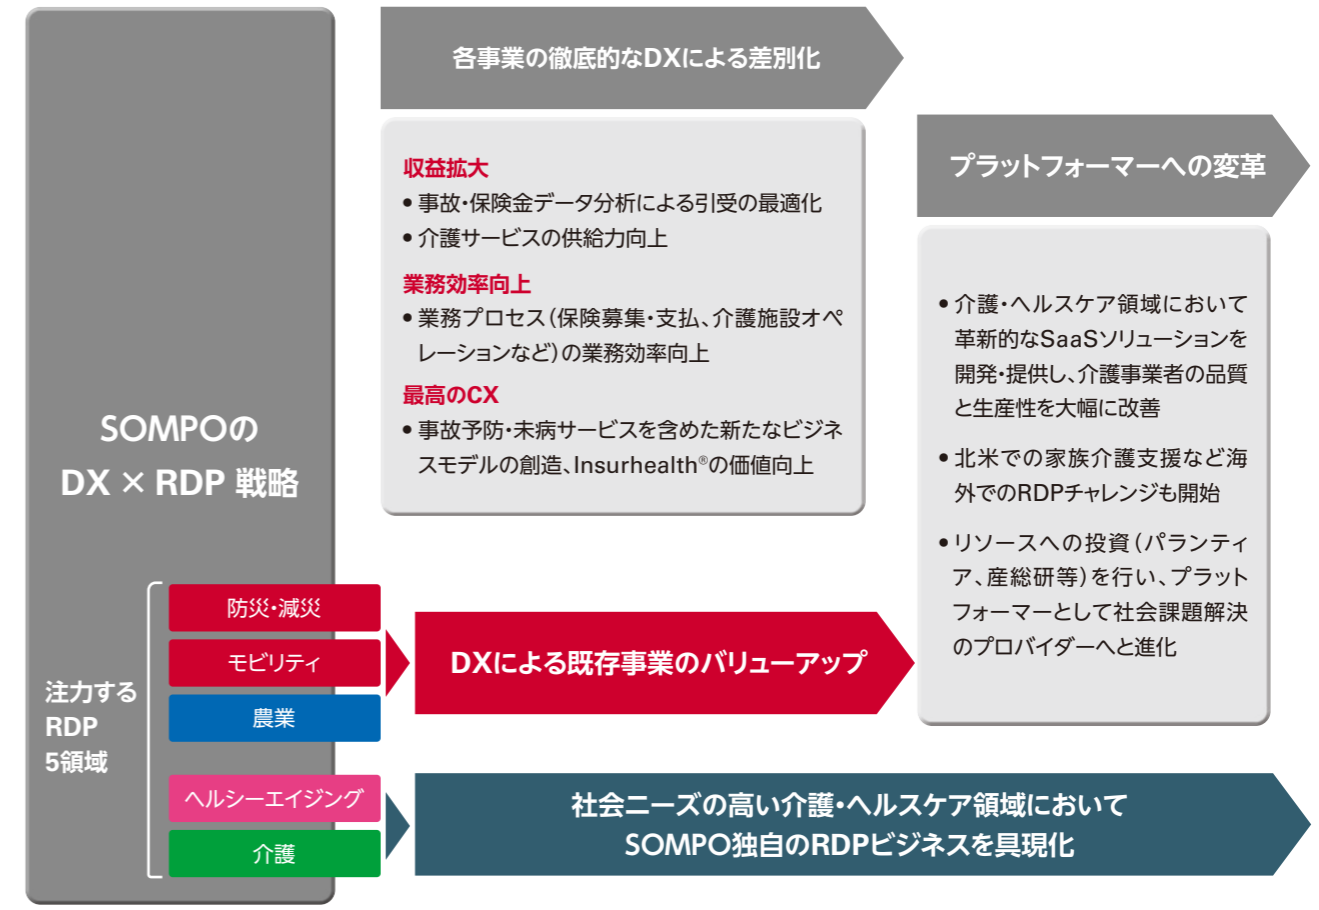 各事業の徹底的なDXによる差別化
収益拡大
• 事故・保険金データ分析による引受の最適化
• 介護サービスの供給力向上
業務効率向上
• 業務プロセス（保険募集・支払、介護施設オペ
レーションなど）の業務効率向上
最高のCX
• 事故予防・未病サービスを含めた新たなビジネ
スモデルの創造、Insurhealth®の価値向上
プラットフォーマーへの変革
• 介護・ヘルスケア領域において
革新的なSaaSソリューションを
開発・提供し、介護事業者の品質
と生産性を大幅に改善
• 北米での家族介護支援など海
外でのRDPチャレンジも開始
• リソースへの投資（パランティ
ア、産総研等）を行い、プラット
フォーマーとして社会課題解決
のプロバイダーへと進化
SOMPOの
DX × RDP 戦略
注力する
RDP
5領域
防災・減災
モビリティ
農業
ヘルシーエイジング
介護
DXによる既存事業のバリューアップ
社会ニーズの高い介護・ヘルスケア領域において
SOMPO独自のRDPビジネスを具現化